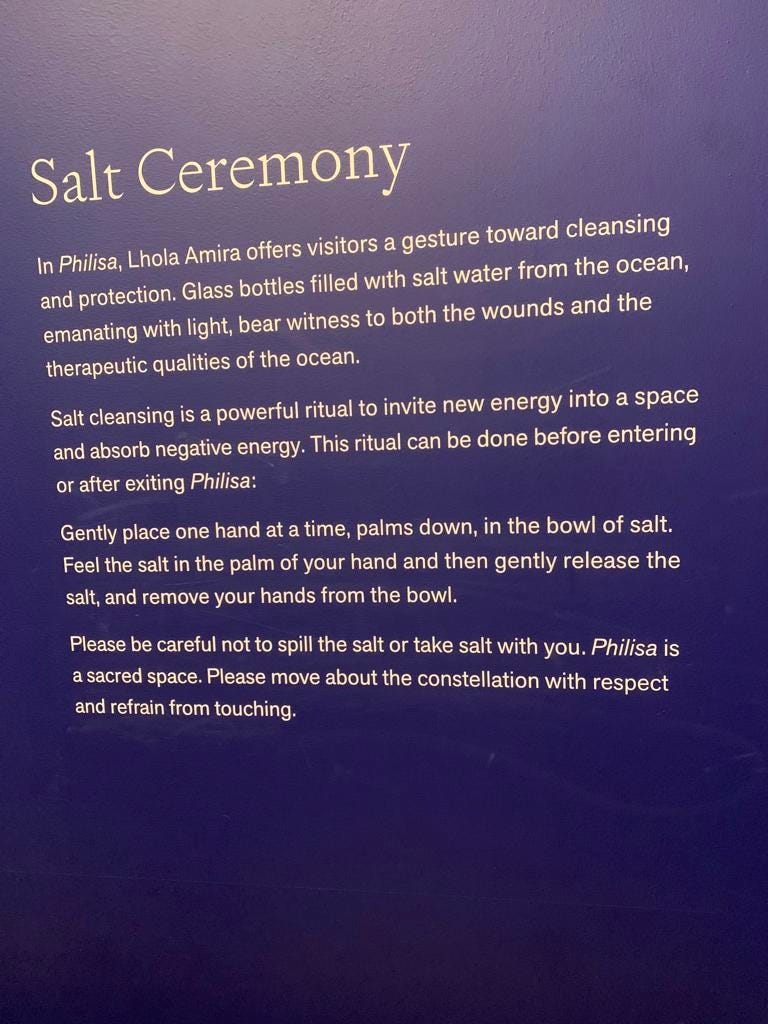 Salt Ceremony
In Philisa, Lhola Amira offers visitors a gesture toward cleansing
and protection. Glass bottles filled with salt water from the ocean,
emanating with light, bear witness to both the wounds and the
therapeutic qualities of the ocean.
Salt cleansing is a powerful ritual to invite new energy into a space
and absorb negative energy. This ritual can be done before entering
or after exiting Philisa:
Gently place one hand at a time, palms down, in the bowl of salt.
Feel the salt in the palm of your hand and then gently release the
salt, and remove your hands from the bowl.
Please be careful not to spill the salt or take salt with you. Philisa is
a sacred space. Please move about the constellation with respect
and refrain from touching.